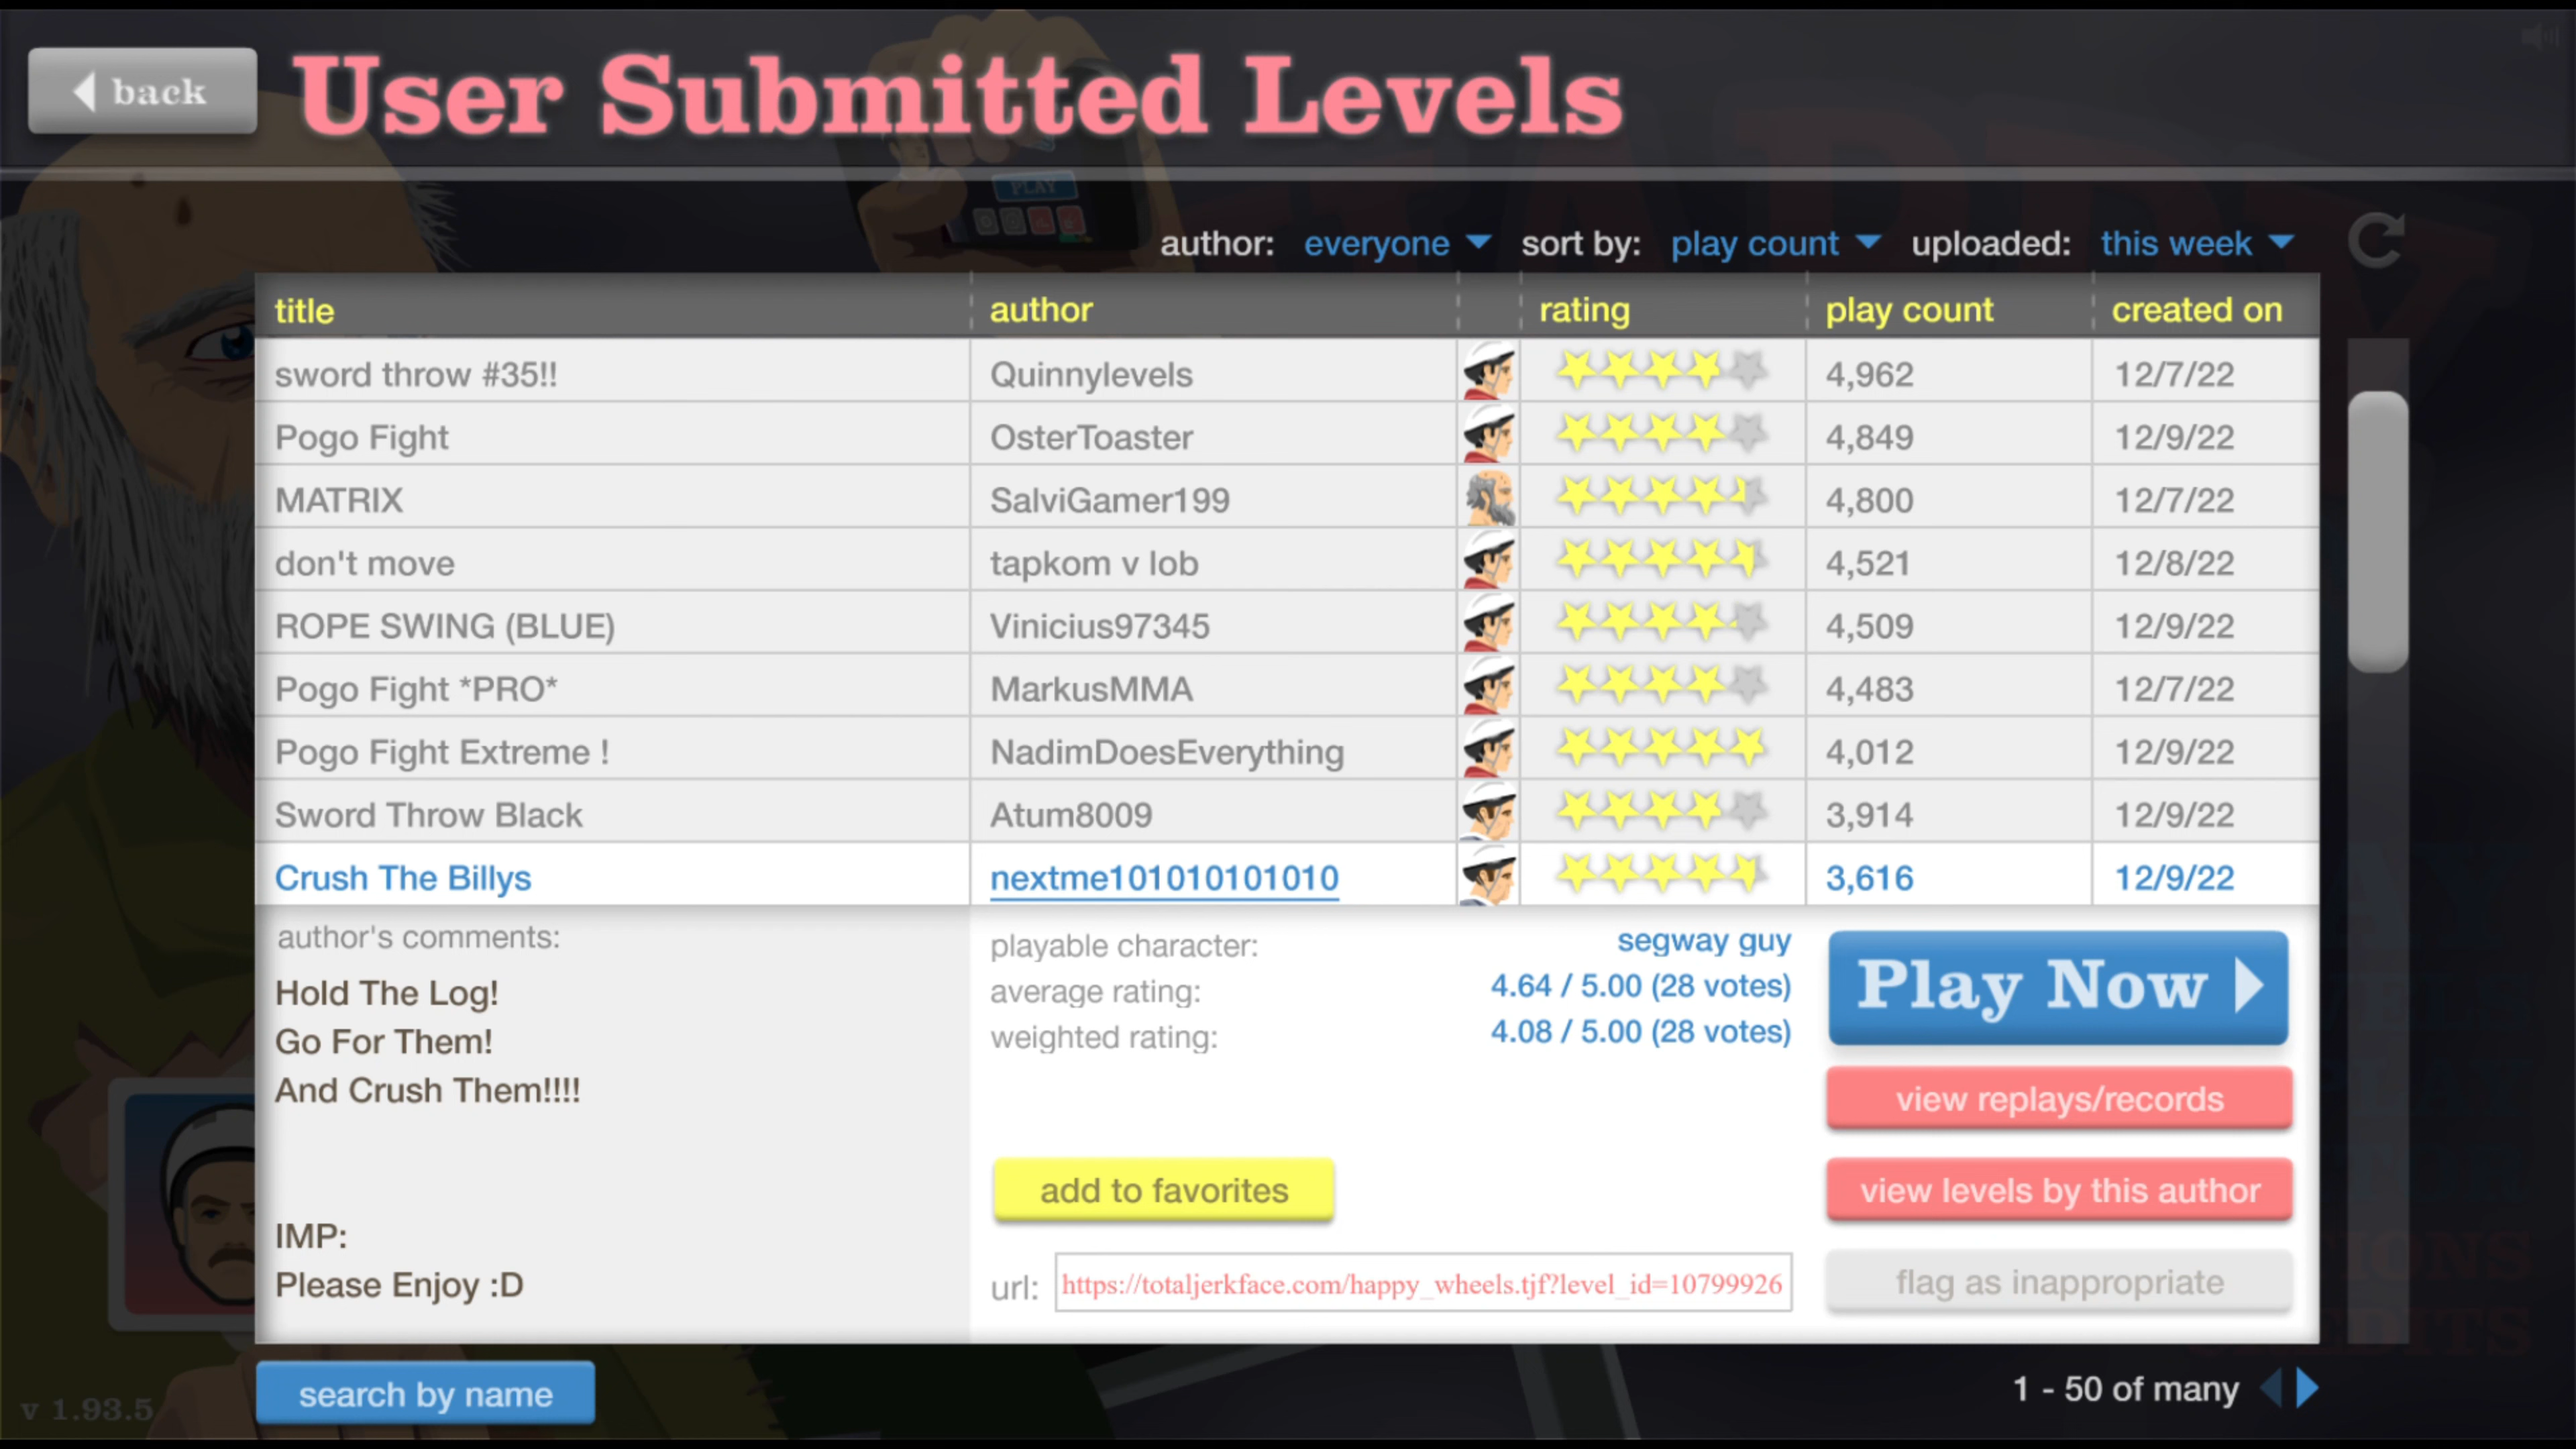 back
User Submitted Levels
PLAY
author: everyone sort by: play count uploaded: this week
title author rating play count created on
sword throw #35!! Quinnylevels 4,962 12/7/22
Pogo Fight OsterToaster 4,849 12/9/22
MATRIX SalviGamer199 4,800 12/7/22
don't move tapkom v lob 4,521 12/8/22
ROPE SWING (BLUE) Vinicius97345 4,509 12/9/22
Pogo Fight *PRO* MarkusMMA 4,483 12/7/22
Pogo Fight Extreme ! NadimDoesEverything 4,012 12/9/22
Sword Throw Black Atum8009 3,914 12/9/22
Crush The Billys nextme101010101010 3,616 12/9/22
author's comments:
Hold The Log!
Go For Them!
And Crush Them!!!!
IMP:
Please Enjoy :D
playable character: segway guy
average rating: 4.64 / 5.00 (28 votes)
weighted rating: 4.08 / 5.00 (28 votes)
add to favorites
url: https://totaljerkface.com/happy_wheels.tjf?level_id=10799926
Play Now
view replays/records
view levels by this author
flag as inappropriate
search by name
1 - 50 of many
v 1.93.5